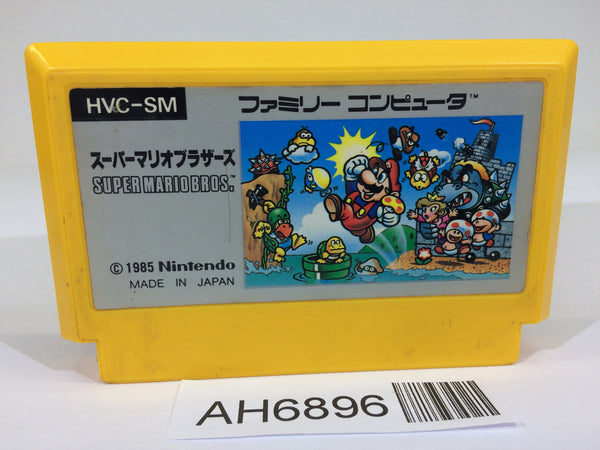 HVC-SM
ファミリー コンピュータ™
スーパーマリオブラザーズ
SUPER MARIO BROS.™
© 1985 Nintendo
MADE IN JAPAN
AH6896